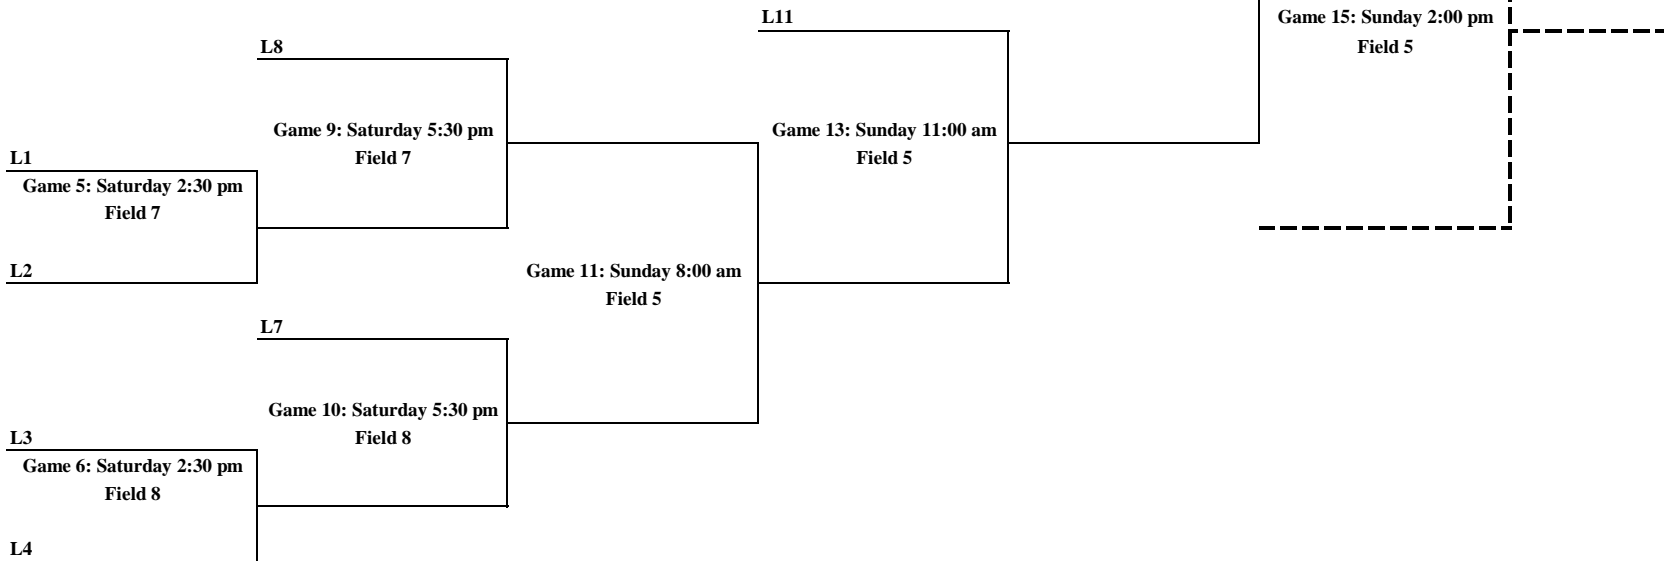 L11
Game 15: Sunday 2:00 pm
Field 5
L8
Game 9: Saturday 5:30 pm
Field 7
Game 13: Sunday 11:00 am
Field 5
L1
Game 5: Saturday 2:30 pm
Field 7
L2
Game 11: Sunday 8:00 am
Field 5
L7
Game 10: Saturday 5:30 pm
Field 8
L3
Game 6: Saturday 2:30 pm
Field 8
L4